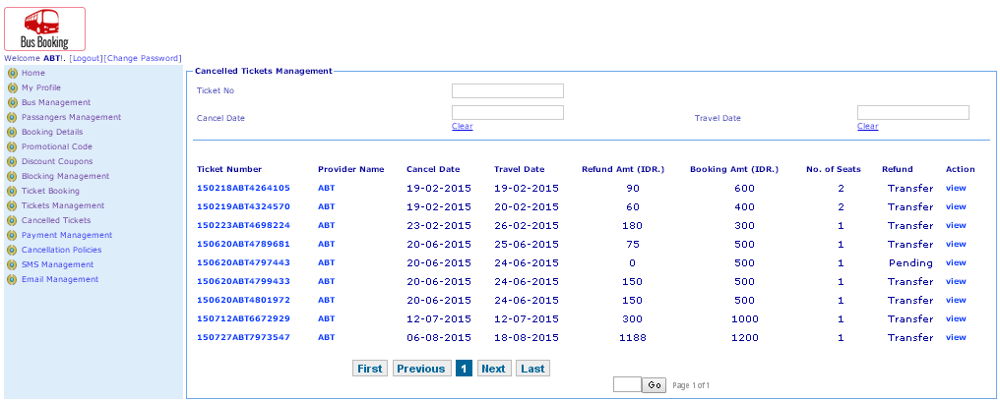 Bus Booking
Welcome ABT!. [Logout][Change Password]
Home
My Profile
Bus Management
Passangers Management
Booking Details
Promotional Code
Discount Coupons
Blocking Management
Ticket Booking
Tickets Management
Cancelled Tickets
Payment Management
Cancellation Policies
SMS Management
Email Management
Cancelled Tickets Management
Ticket No
Cancel Date Travel Date
Clear Clear
Ticket Number Provider Name Cancel Date Travel Date Refund Amt (IDR.) Booking Amt (IDR.) No. of Seats Refund Action
150218ABT4264105 ABT 19-02-2015 19-02-2015 90 600 2 Transfer view
150219ABT4324570 ABT 19-02-2015 20-02-2015 60 400 2 Transfer view
150223ABT4698224 ABT 23-02-2015 26-02-2015 180 300 1 Transfer view
150620ABT4789681 ABT 20-06-2015 25-06-2015 75 500 1 Transfer view
150620ABT4797443 ABT 20-06-2015 24-06-2015 0 500 1 Pending view
150620ABT4799433 ABT 20-06-2015 24-06-2015 150 500 1 Transfer view
150620ABT4801972 ABT 20-06-2015 24-06-2015 150 500 1 Transfer view
150712ABT6672929 ABT 12-07-2015 12-07-2015 300 1000 1 Transfer view
150727ABT7973547 ABT 06-08-2015 18-08-2015 1188 1200 1 Transfer view
First Previous 1 Next Last
Go Page 1 of 1